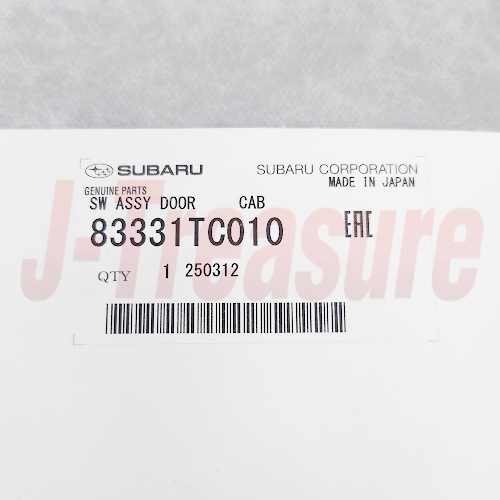 SUBARU SUBARU CORPORATION
GENUINE PARTS MADE IN JAPAN
SW ASSY DOOR CAB
83331TC010 EAC
QTY 1 250312
J-Treasure